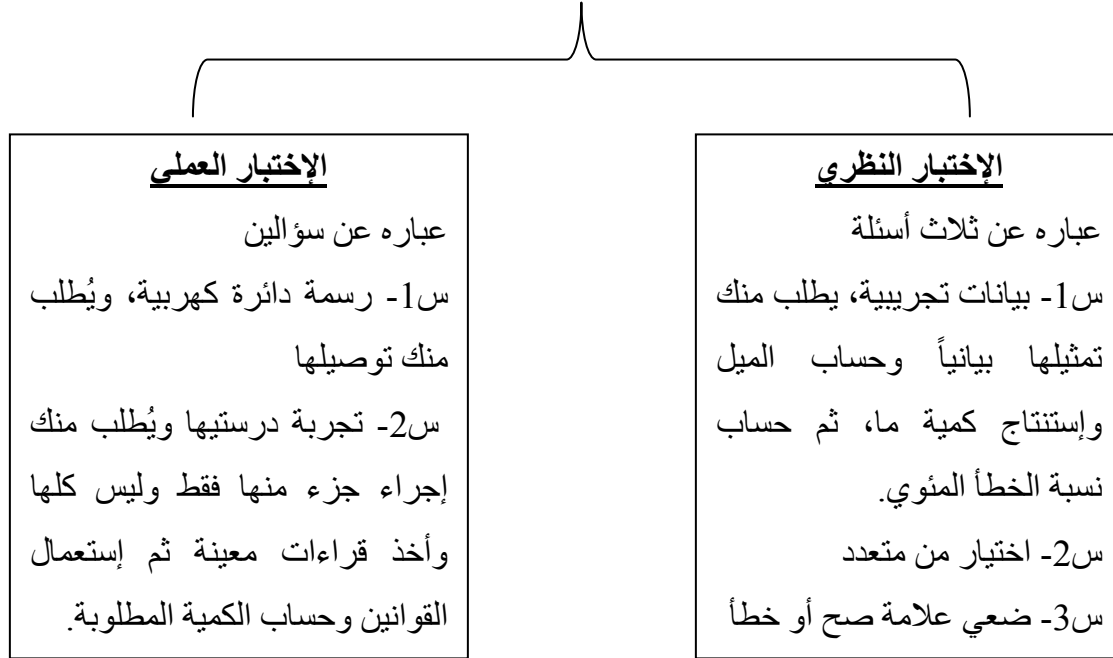 الإختبار النظري
عباره عن ثلاث أسئلة
س1- بيانات تجريبية، يطلب منك
تمثيلها بيانياً وحساب الميل
وإستنتاج كمية ما، ثم حساب
نسبة الخطأ المئوي.
س2- اختيار من متعدد
س3- ضعي علامة صح أو خطأ
الإختبار العملي
عباره عن سؤالين
س1- رسمة دائرة كهربية، ويُطلب
منك توصيلها
س2- تجربة درستيها ويُطلب منك
إجراء جزء منها فقط وليس كلها
وأخذ قراءات معينة ثم إستعمال
القوانين وحساب الكمية المطلوبة.